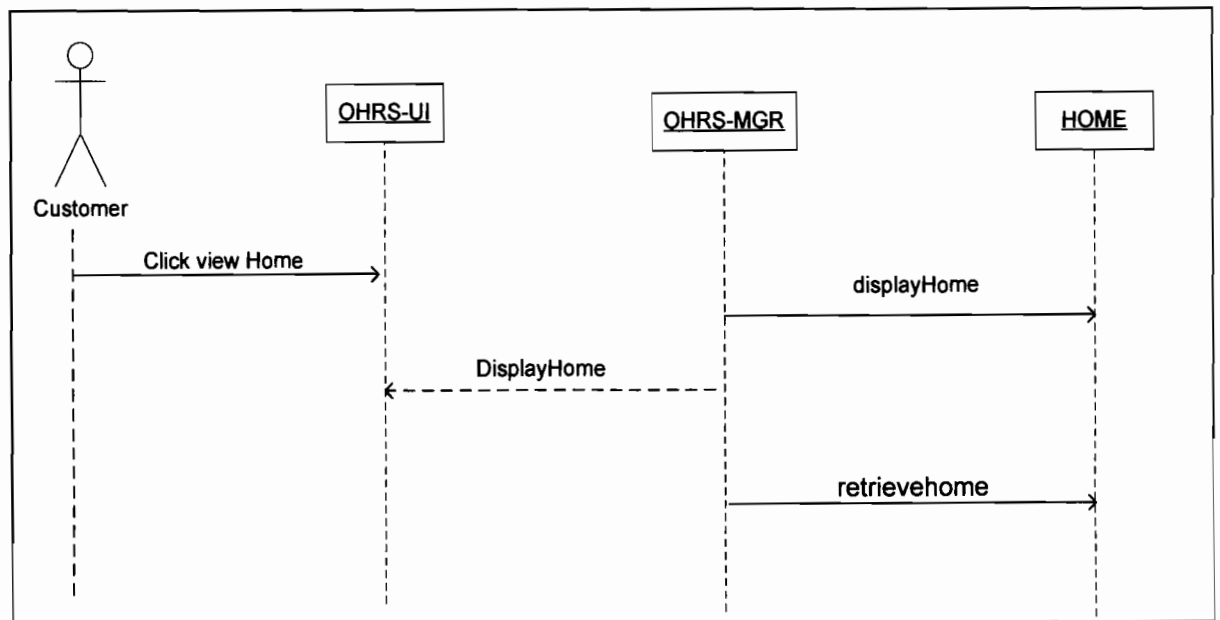 OHRS-UI
OHRS-MGR
HOME
Customer
Click view Home
displayHome
DisplayHome
retrievehome